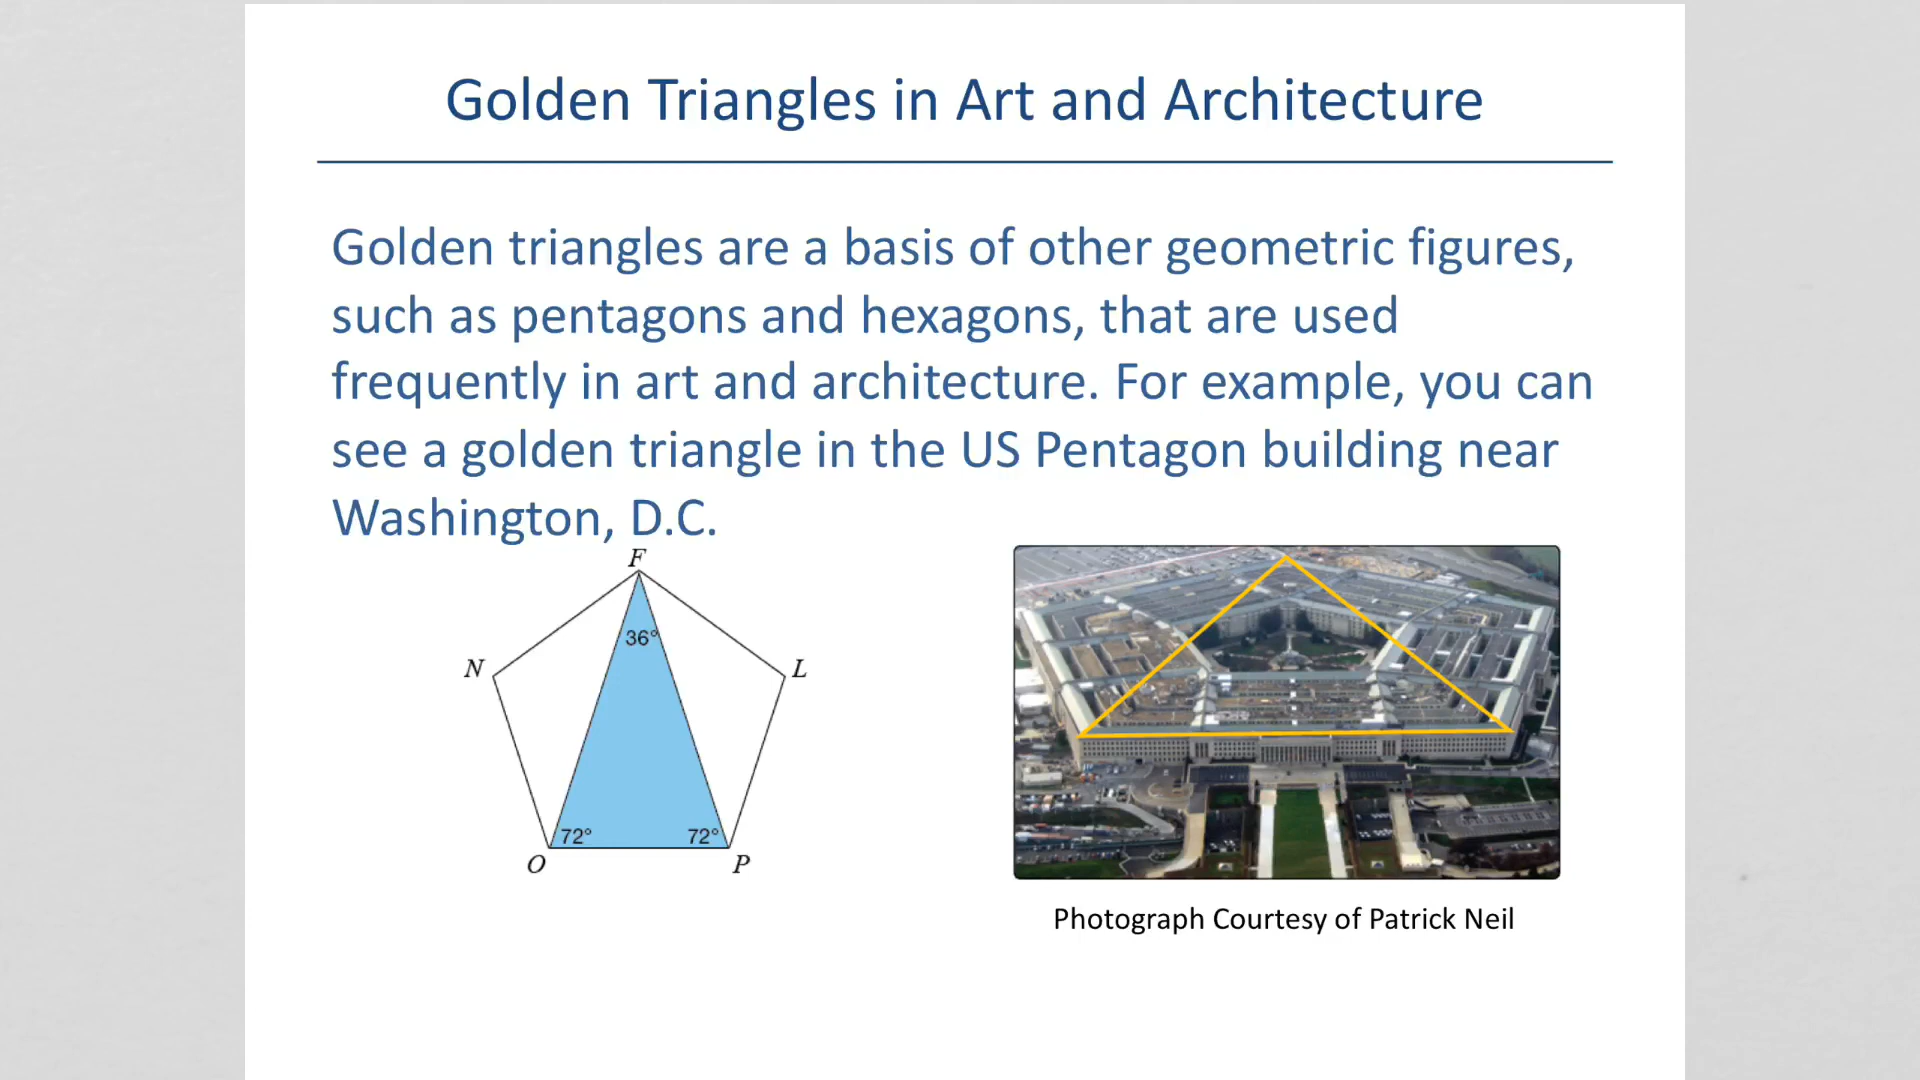 Golden Triangles in Art and Architecture
Golden triangles are a basis of other geometric figures,
such as pentagons and hexagons, that are used
frequently in art and architecture. For example, you can
see a golden triangle in the US Pentagon building near
Washington, D.C.
F
36°
N
L
72°
72°
O
P
Photograph Courtesy of Patrick Neil